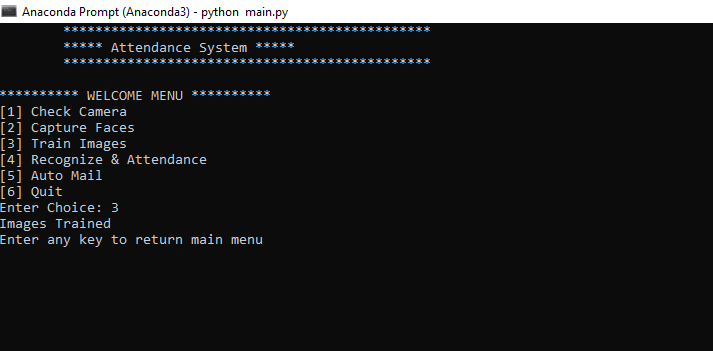 Anaconda Prompt (Anaconda3) - python  main.py
**********************************************
***** Attendance System *****
**********************************************
********** WELCOME MENU **********
[1] Check Camera
[2] Capture Faces
[3] Train Images
[4] Recognize & Attendance
[5] Auto Mail
[6] Quit
Enter Choice: 3
Images Trained
Enter any key to return main menu